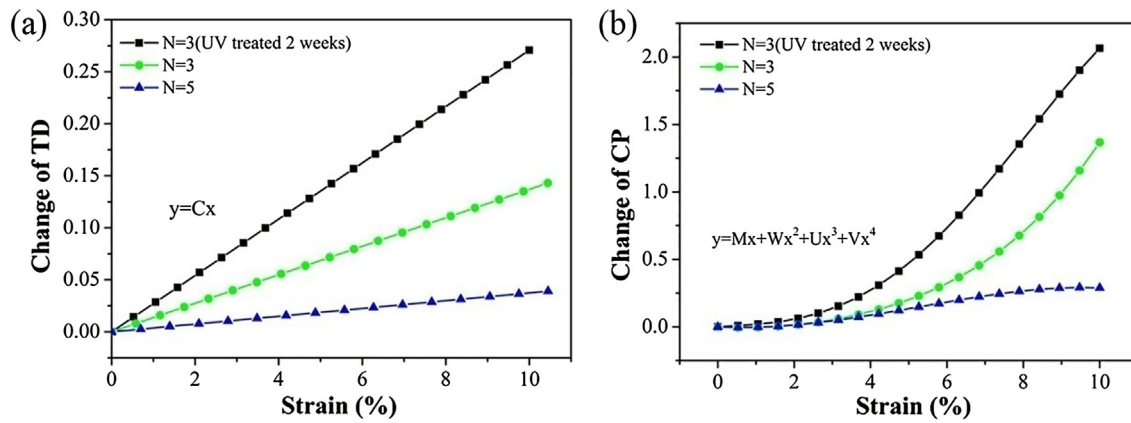 (a)
0.30
0.25
0.20
0.15
0.10
0.05
0.00
Change of TD
N=3(UV treated 2 weeks)
N=3
N=5
y=Cx
0 2 4 6 8 10
Strain (%)
(b)
2.0
1.5
1.0
0.5
0.0
Change of CP
N=3(UV treated 2 weeks)
N=3
N=5
y=Mx+Wx²+Ux³+Vx⁴
0 2 4 6 8 10
Strain (%)